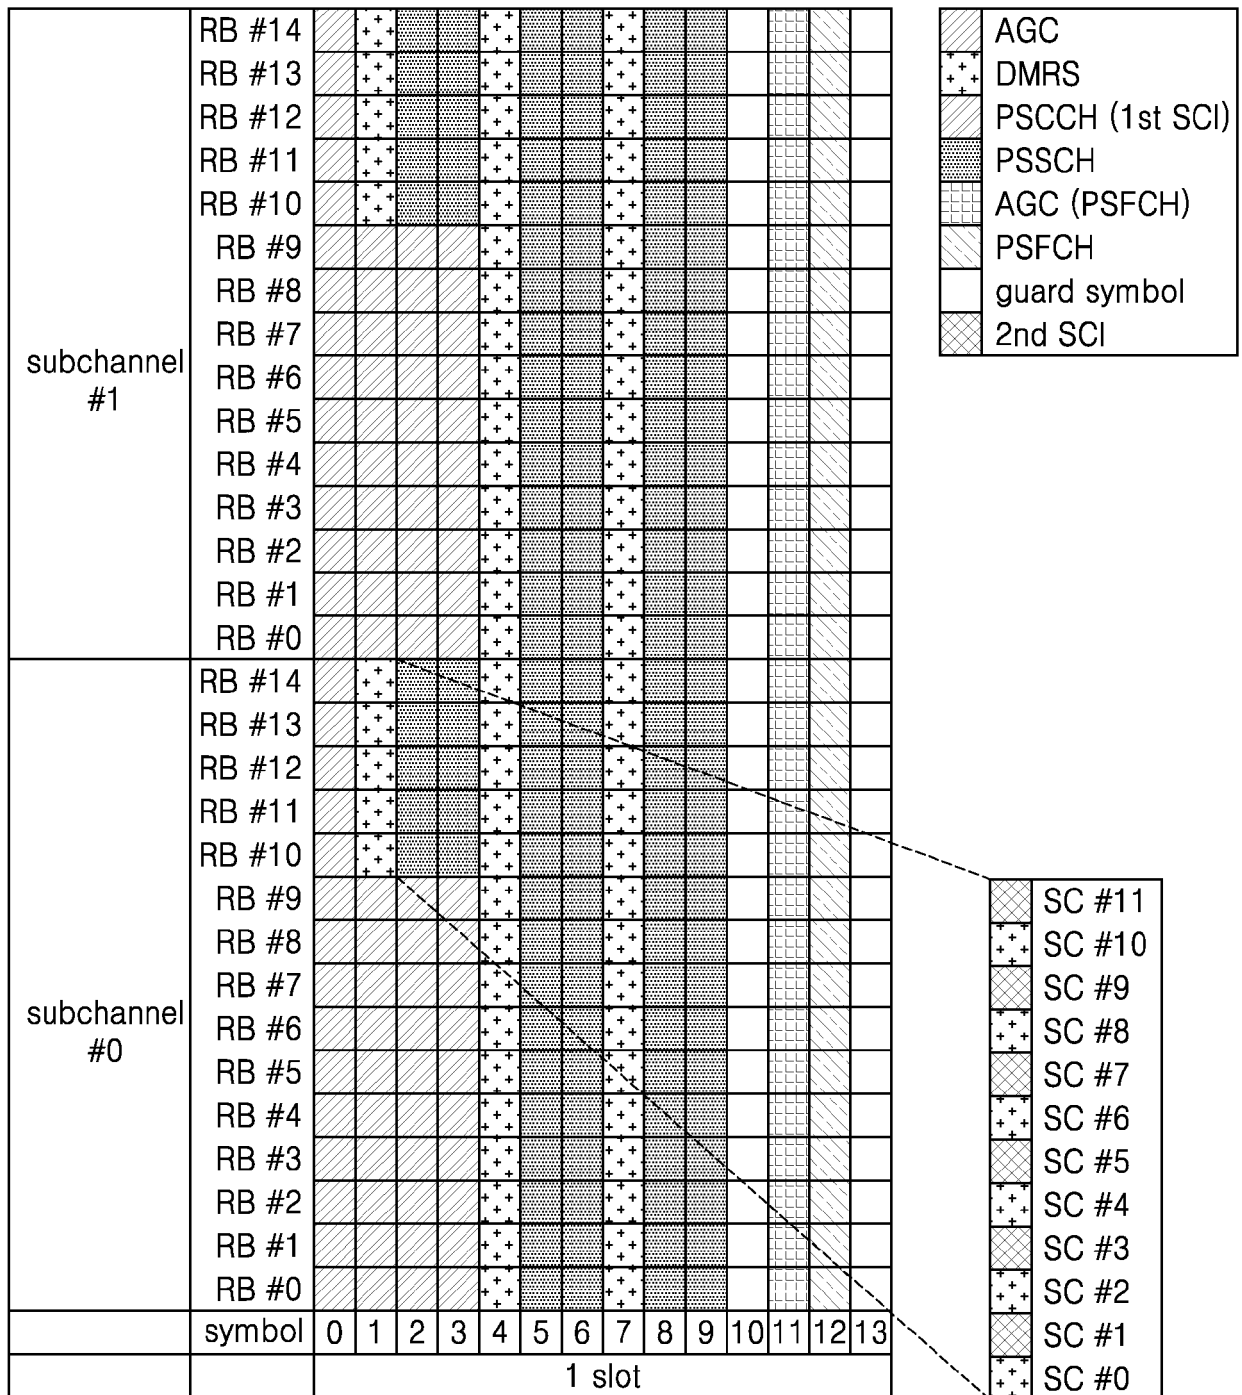 RB #14
RB #13
RB #12
RB #11
RB #10
RB #9
RB #8
RB #7
RB #6
RB #5
RB #4
RB #3
RB #2
RB #1
RB #0
subchannel
#1
RB #14
RB #13
RB #12
RB #11
RB #10
RB #9
RB #8
RB #7
RB #6
RB #5
RB #4
RB #3
RB #2
RB #1
RB #0
subchannel
#0
symbol 0 1 2 3 4 5 6 7 8 9 10 11 12 13
1 slot
AGC
DMRS
PSCCH (1st SCI)
PSSCH
AGC (PSFCH)
PSFCH
guard symbol
2nd SCI
SC #11
SC #10
SC #9
SC #8
SC #7
SC #6
SC #5
SC #4
SC #3
SC #2
SC #1
SC #0